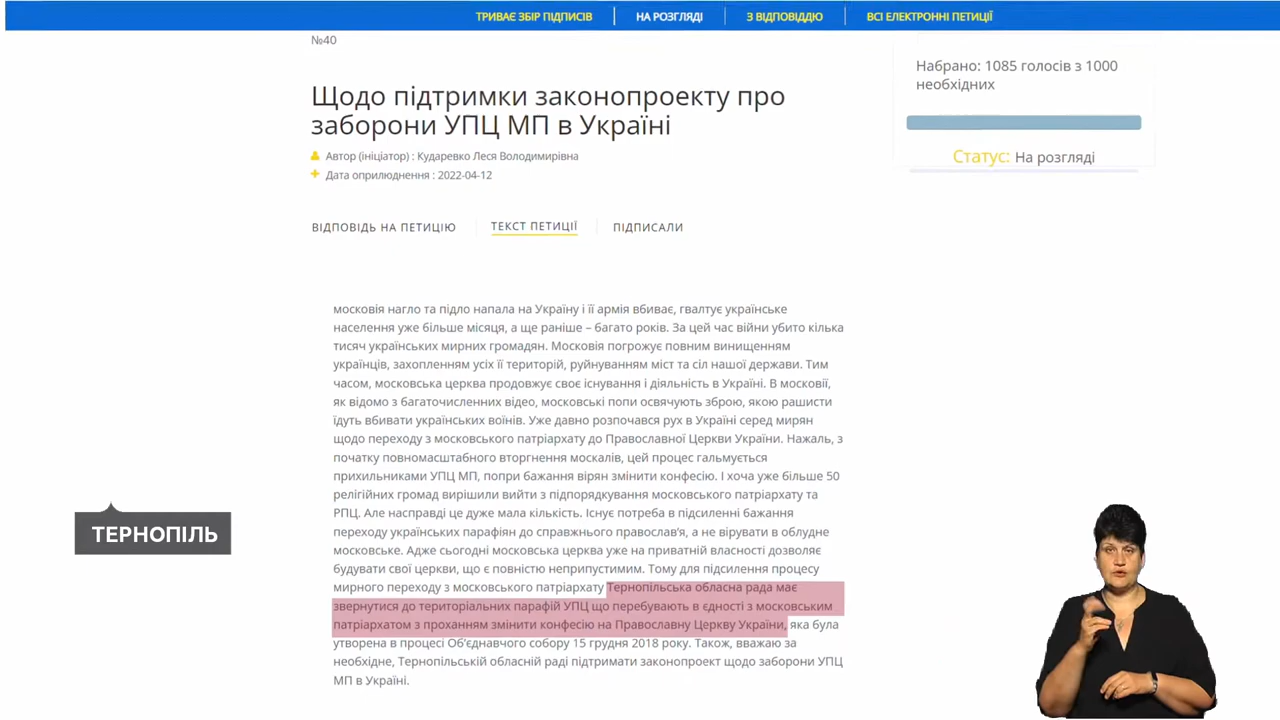 ТРИВАЄ ЗБІР ПІДПИСІВ
НА РОЗГЛЯДІ
З ВІДПОВІДДЮ
ВСІ ЕЛЕКТРОННІ ПЕТИЦІЇ
№40
Щодо підтримки законопроекту про
заборони УПЦ МП в Україні
Автор (ініціатор) : Кударевко Леся Володимирівна
Дата оприлюднення : 2022-04-12
Набрано: 1085 голосів з 1000
необхідних
Статус: На розгляді
ВІДПОВІДЬ НА ПЕТИЦІЮ
ТЕКСТ ПЕТИЦІЇ
ПІДПИСАЛИ
московія нагло та підло напала на Україну і її армія вбиває, гвалтує українське
населення уже більше місяця, а ще раніше – багато років. За цей час війни убито кілька
тисяч українських мирних громадян. Московія погрожує повним винищенням
українців, захопленням усіх її територій, руйнуванням міст та сіл нашої держави. Тим
часом, московська церква продовжує своє існування і діяльність в Україні. В московії,
як відомо з багаточисленних відео, московські попи освячують зброю, якою рашисти
їдуть вбивати українських воїнів. Уже давно розпочався рух в Україні серед мирян
щодо переходу з московського патріархату до Православної Церкви України. Нажаль, з
початку повномасштабного вторгнення москалів, цей процес гальмується
прихильниками УПЦ МП, попри бажання вірян змінити конфесію. І хоча уже більше 50
релігійних громад вирішили вийти з підпорядкування московського патріархату та
РПЦ. Але насправді це дуже мала кількість. Існує потреба в підсиленні бажання
переходу українських парафіян до справжнього православ’я, а не вірувати в облудне
московське. Адже сьогодні московська церква уже на приватній власності дозволяє
будувати свої церкви, що є повністю неприпустимим. Тому для підсилення процесу
мирного переходу з московського патріархату Тернопільська обласна рада має
звернутися до територіальних парафій УПЦ що перебувають в єдності з московським
патріархатом з проханням змінити конфесію на Православну Церкву України, яка була
утворена в процесі Об’єднавчого собору 15 грудня 2018 року. Також, вважаю за
необхідне, Тернопільській обласній раді підтримати законопроект щодо заборони УПЦ
МП в Україні.
ТЕРНОПІЛЬ